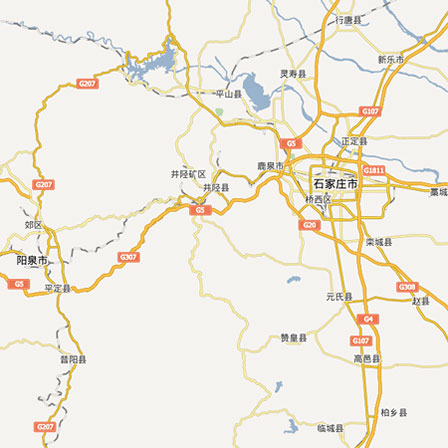 行唐县
新乐市
灵寿县
G207
平山县
G107
正定县
G5
鹿泉市
G1811
井陉矿区
石家庄市
G207
井陉县
藁城
桥西区
G5
郊区
G20
栾城县
阳泉市
G307
G5
平定县
G308
元氏县
赵县
G4
赞皇县
G107
昔阳县
高邑县
柏乡县
G207
临城县